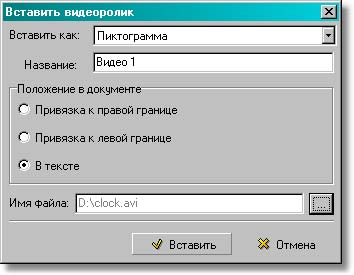 Вставить видеоролик
Вставить как: Пиктограмма
Название: Видео 1
Положение в документе
Привязка к правой границе
Привязка к левой границе
В тексте
Имя файла: D:\clock.avi ...
Вставить Отмена